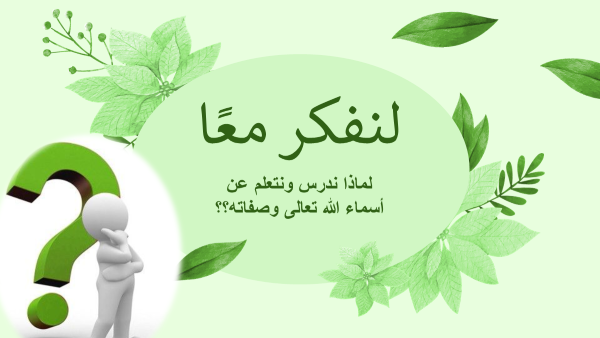 لنفكر معًا
لماذا ندرس ونتعلم عن
أسماء الله تعالى وصفاته؟؟